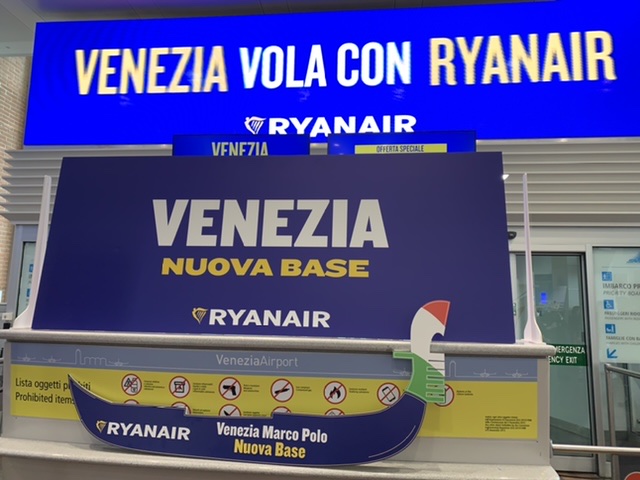 VENEZIA VOLA CON RYANAIR
RYANAIR
VENEZIA
OFFERTA SPECIALE
VENEZIA
NUOVA BASE
RYANAIR
IMBARCO
EMERGENCY EXIT
VeneziaAirport
Lista oggetti
Prohibited items
RYANAIR
Venezia Marco Polo
Nuova Base